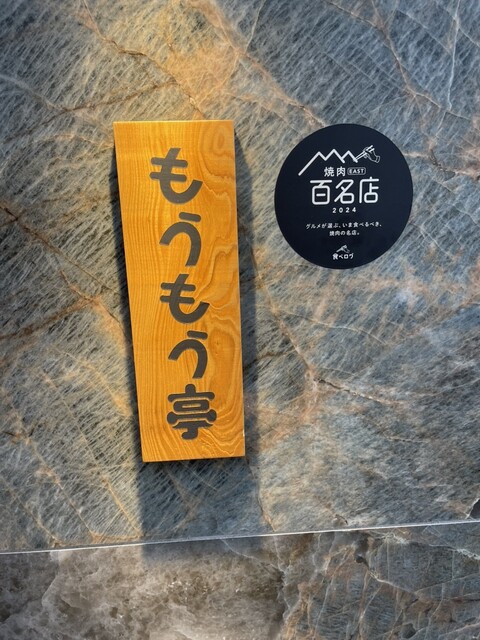 もうもう亭
焼肉 EAST
百名店
2024
グルメが選ぶ、いま食べるべき、
焼肉の名店。
食べログ